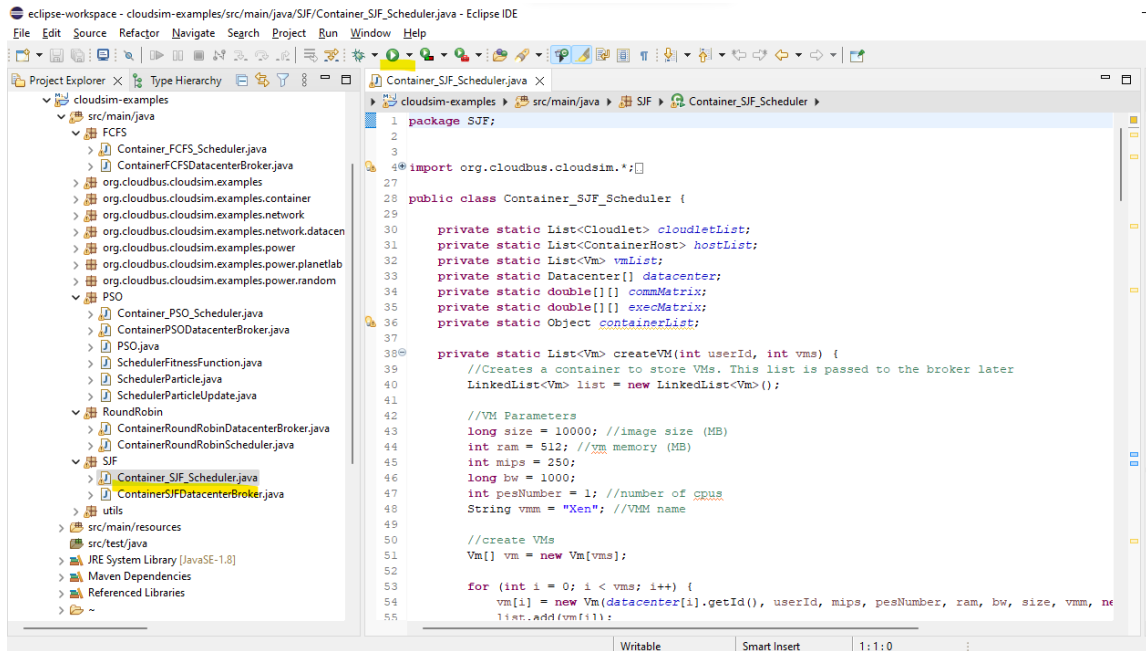 eclipse-workspace - cloudsim-examples/src/main/java/SJF/Container_SJF_Scheduler.java - Eclipse IDE
File Edit Source Refactor Navigate Search Project Run Window Help
Project Explorer Type Hierarchy
cloudsim-examples
src/main/java
FCFS
Container_FCFS_Scheduler.java
ContainerFCFSDatacenterBroker.java
org.cloudbus.cloudsim.examples
org.cloudbus.cloudsim.examples.container
org.cloudbus.cloudsim.examples.network
org.cloudbus.cloudsim.examples.network.datacen
org.cloudbus.cloudsim.examples.power
org.cloudbus.cloudsim.examples.power.planetlab
org.cloudbus.cloudsim.examples.power.random
PSO
Container_PSO_Scheduler.java
ContainerPSODatacenterBroker.java
PSO.java
SchedulerFitnessFunction.java
SchedulerParticle.java
SchedulerParticleUpdate.java
RoundRobin
ContainerRoundRobinDatacenterBroker.java
ContainerRoundRobinScheduler.java
SJF
Container_SJF_Scheduler.java
ContainerSJFDatacenterBroker.java
utils
src/main/resources
src/test/java
JRE System Library [JavaSE-1.8]
Maven Dependencies
Referenced Libraries
~
Container_SJF_Scheduler.java
cloudsim-examples src/main/java SJF Container_SJF_Scheduler
1 package SJF;
2
3
4 import org.cloudbus.cloudsim.*;
27
28 public class Container_SJF_Scheduler {
29
30 private static List<Cloudlet> cloudletList;
31 private static List<ContainerHost> hostList;
32 private static List<Vm> vmList;
33 private static Datacenter[] datacenter;
34 private static double[][] commMatrix;
35 private static double[][] execMatrix;
36 private static Object containerList;
37
38 private static List<Vm> createVM(int userId, int vms) {
39 //Creates a container to store VMs. This list is passed to the broker later
40 LinkedList<Vm> list = new LinkedList<Vm>();
41
42 //VM Parameters
43 long size = 10000; //image size (MB)
44 int ram = 512; //vm memory (MB)
45 int mips = 250;
46 long bw = 1000;
47 int pesNumber = 1; //number of cpus
48 String vmm = "Xen"; //VMM name
49
50 //create VMs
51 Vm[] vm = new Vm[vms];
52
53 for (int i = 0; i < vms; i++) {
54 vm[i] = new Vm(datacenter[i].getId(), userId, mips, pesNumber, ram, bw, size, vmm, ne
55 list.add(vm[i]);
Writable Smart Insert 1:1:0